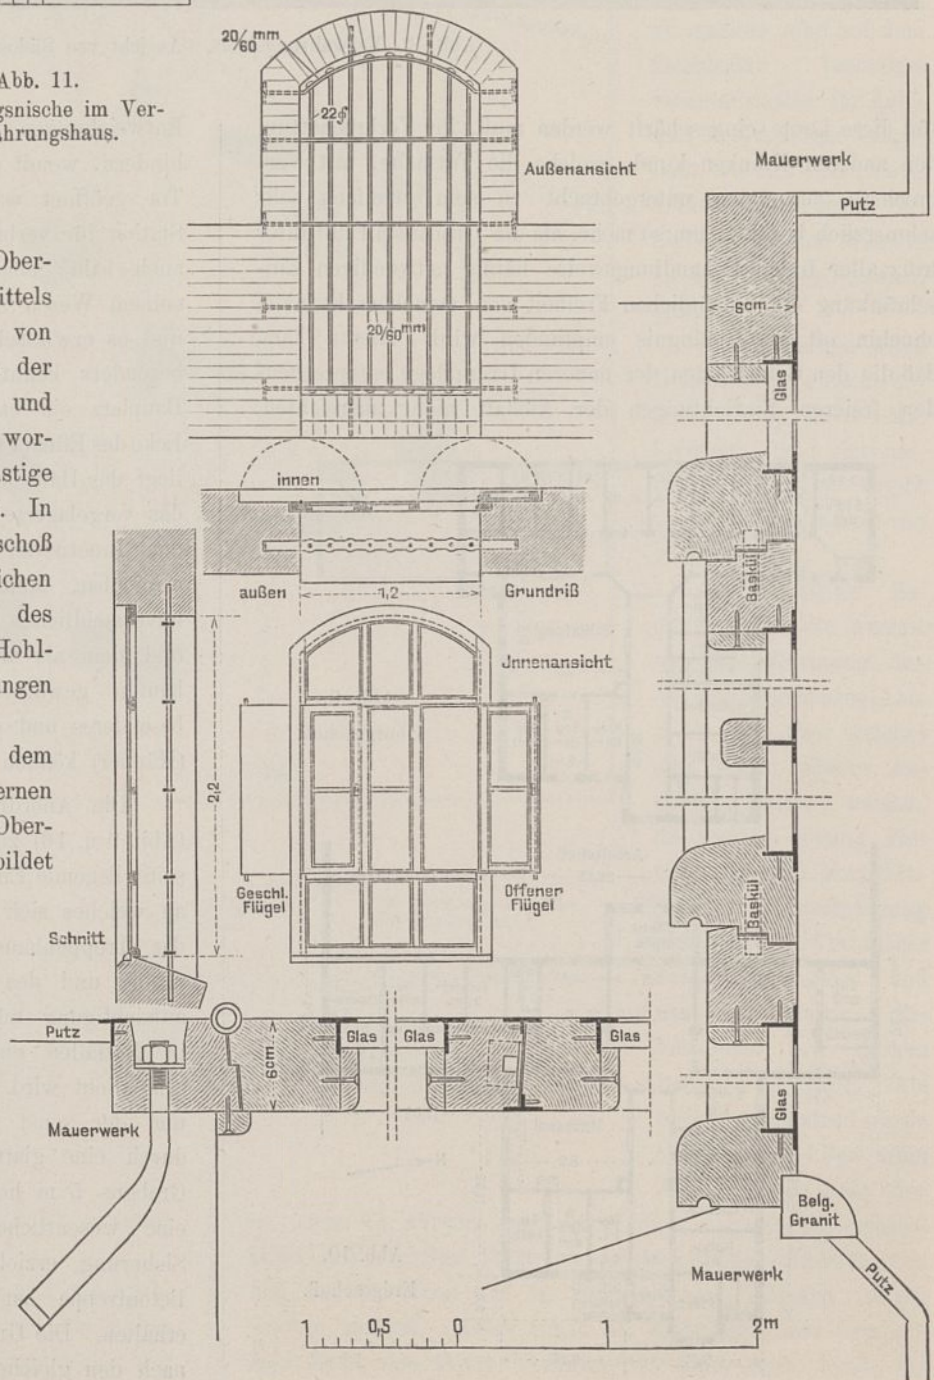 Abb. 11.
gsnische im Ver-
ahrungshaus.
Ober-
ittels
von
der
und
wor-
stige
In
schoß
ichen
des
Hohl-
ungen
dem
ernen
Ober-
bildet
20/60 mm
22⌀
Außenansicht
20/60 mm
innen
außen
1,2
Grundriß
Jnnenansicht
2,2
Geschl.
Flügel
Offener
Flügel
Schnitt
Mauerwerk
Putz
6cm
Glas
Baskül
Baskül
Glas
Belg.
Granit
Putz
Mauerwerk
Putz
6cm
Glas
Glas
Glas
Mauerwerk
1 0,5 0 1 2m